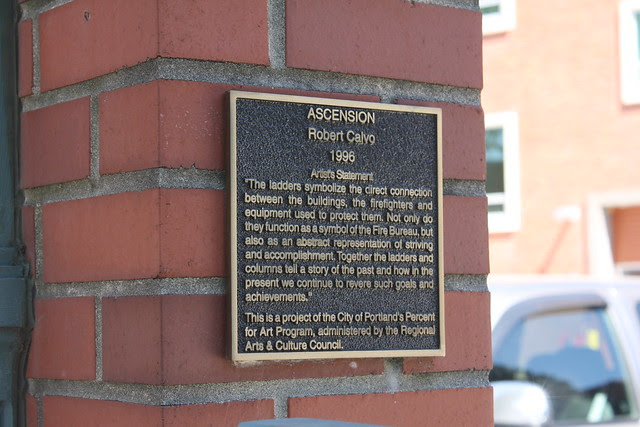 ASCENSION
Robert Calvo
1996
Artist's Statement
"The ladders symbolize the direct connection
between the buildings, the firefighters and
equipment used to protect them. Not only do
they function as a symbol of the Fire Bureau, but
also as an abstract representation of striving
and accomplishment. Together the ladders and
columns tell a story of the past and how in the
present we continue to revere such goals and
achievements."
This is a project of the City of Portland's Percent
for Art Program, administered by the Regional
Arts & Culture Council.